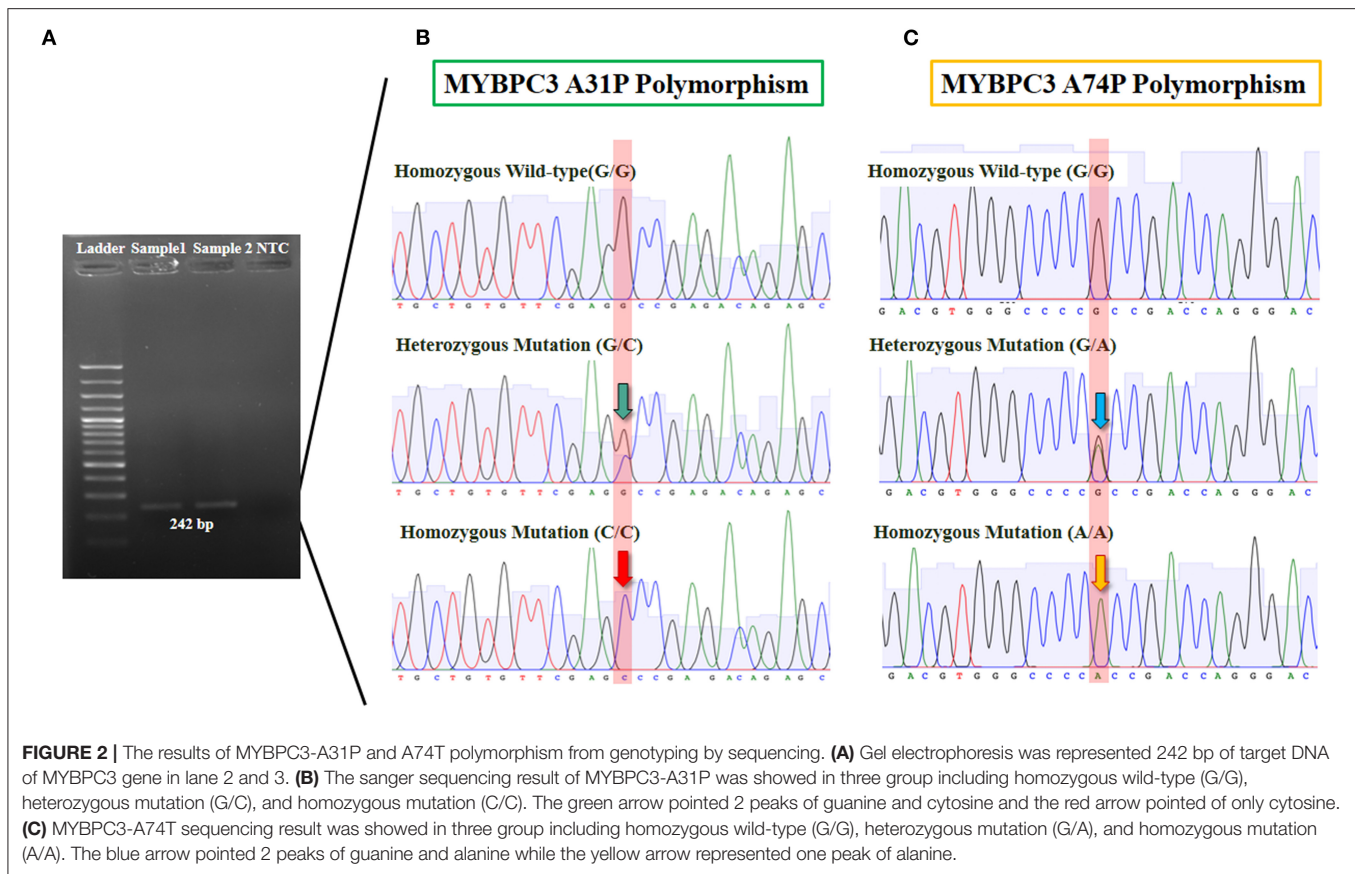 A
B
C
MYBPC3 A31P Polymorphism
MYBPC3 A74P Polymorphism
Ladder Sample1 Sample 2 NTC
242 bp
Homozygous Wild-type(G/G)
T G C T G T G T T C G A G G C C G A G A C A G A G C
Heterozygous Mutation (G/C)
T G C T G T G T T C G A G G C C G A G A C A G A G C
Homozygous Mutation (C/C)
T G C T G T G T T C G A G C C C G A G A C A G A G C
Homozygous Wild-type (G/G)
G A C G T G G G C C C C G C C G A C C A G G G A C
Heterozygous Mutation (G/A)
G A C G T G G G C C C C G C C G A C C A G G G A C
Homozygous Mutation (A/A)
G A C G T G G G C C C C A C C G A C C A G G G A C
FIGURE 2 | The results of MYBPC3-A31P and A74T polymorphism from genotyping by sequencing. (A) Gel electrophoresis was represented 242 bp of target DNA
of MYBPC3 gene in lane 2 and 3. (B) The sanger sequencing result of MYBPC3-A31P was showed in three group including homozygous wild-type (G/G),
heterozygous mutation (G/C), and homozygous mutation (C/C). The green arrow pointed 2 peaks of guanine and cytosine and the red arrow pointed of only cytosine.
(C) MYBPC3-A74T sequencing result was showed in three group including homozygous wild-type (G/G), heterozygous mutation (G/A), and homozygous mutation
(A/A). The blue arrow pointed 2 peaks of guanine and alanine while the yellow arrow represented one peak of alanine.